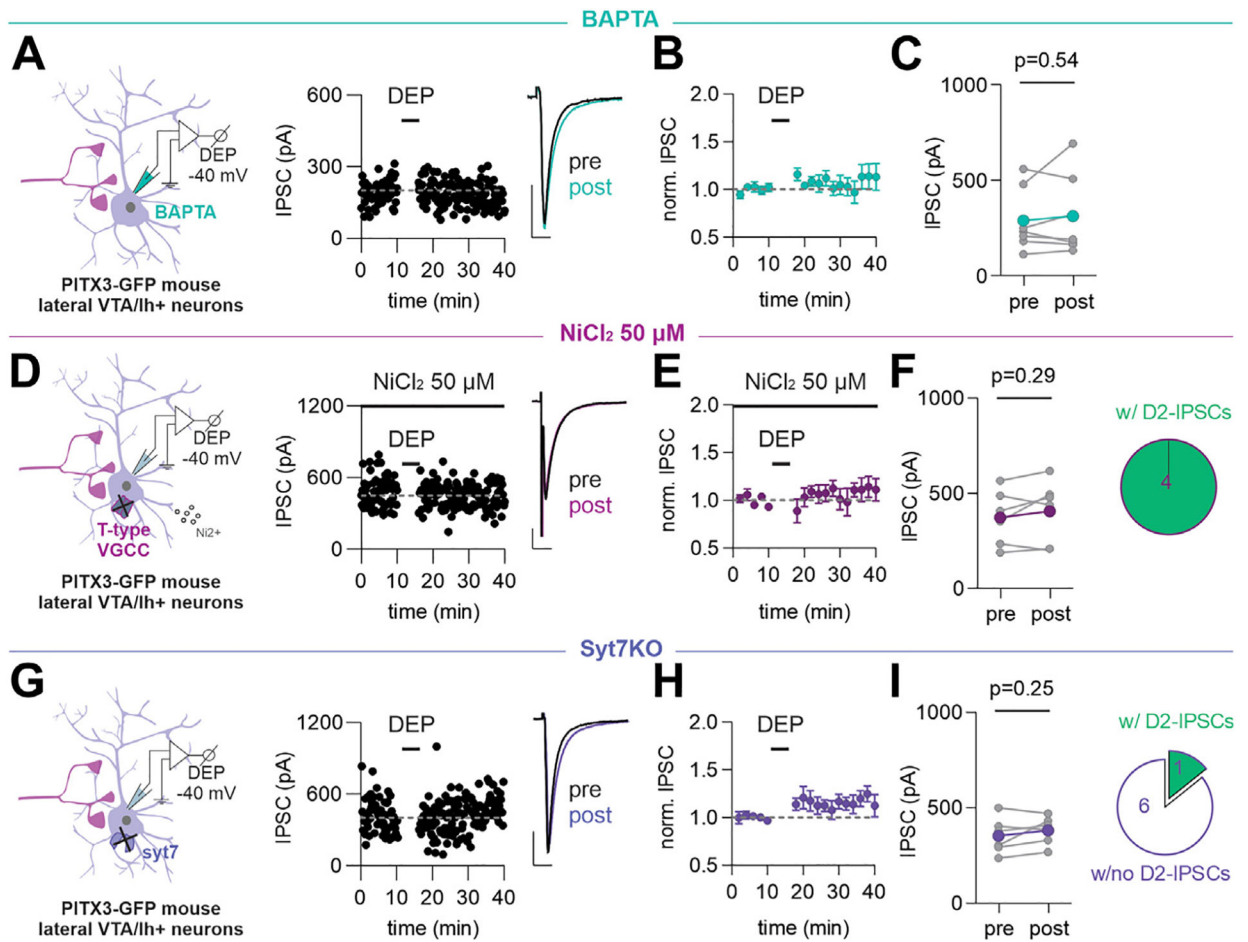 BAPTA
A
DEP
-40 mV
BAPTA
PITX3-GFP mouse
lateral VTA/Ih+ neurons
IPSC (pA)
600
300
0
DEP
0 10 20 30 40
time (min)
pre
post
B
norm. IPSC
2.0
1.5
1.0
0.5
DEP
0 10 20 30 40
time (min)
C
p=0.54
IPSC (pA)
1000
500
0
pre post
NiCl₂ 50 µM
D
DEP
-40 mV
T-type
VGCC
Ni2+
PITX3-GFP mouse
lateral VTA/Ih+ neurons
NiCl₂ 50 µM
IPSC (pA)
1200
600
0
DEP
0 10 20 30 40
time (min)
pre
post
E
NiCl₂ 50 µM
norm. IPSC
2.0
1.5
1.0
0.5
DEP
0 10 20 30 40
time (min)
F
p=0.29
IPSC (pA)
1000
500
0
pre post
w/ D2-IPSCs
4
Syt7KO
G
DEP
-40 mV
syt7
PITX3-GFP mouse
lateral VTA/Ih+ neurons
IPSC (pA)
1200
600
0
DEP
0 10 20 30 40
time (min)
pre
post
H
norm. IPSC
2.0
1.5
1.0
0.5
DEP
0 10 20 30 40
time (min)
I
p=0.25
IPSC (pA)
1000
500
0
pre post
w/ D2-IPSCs
1
6
w/no D2-IPSCs